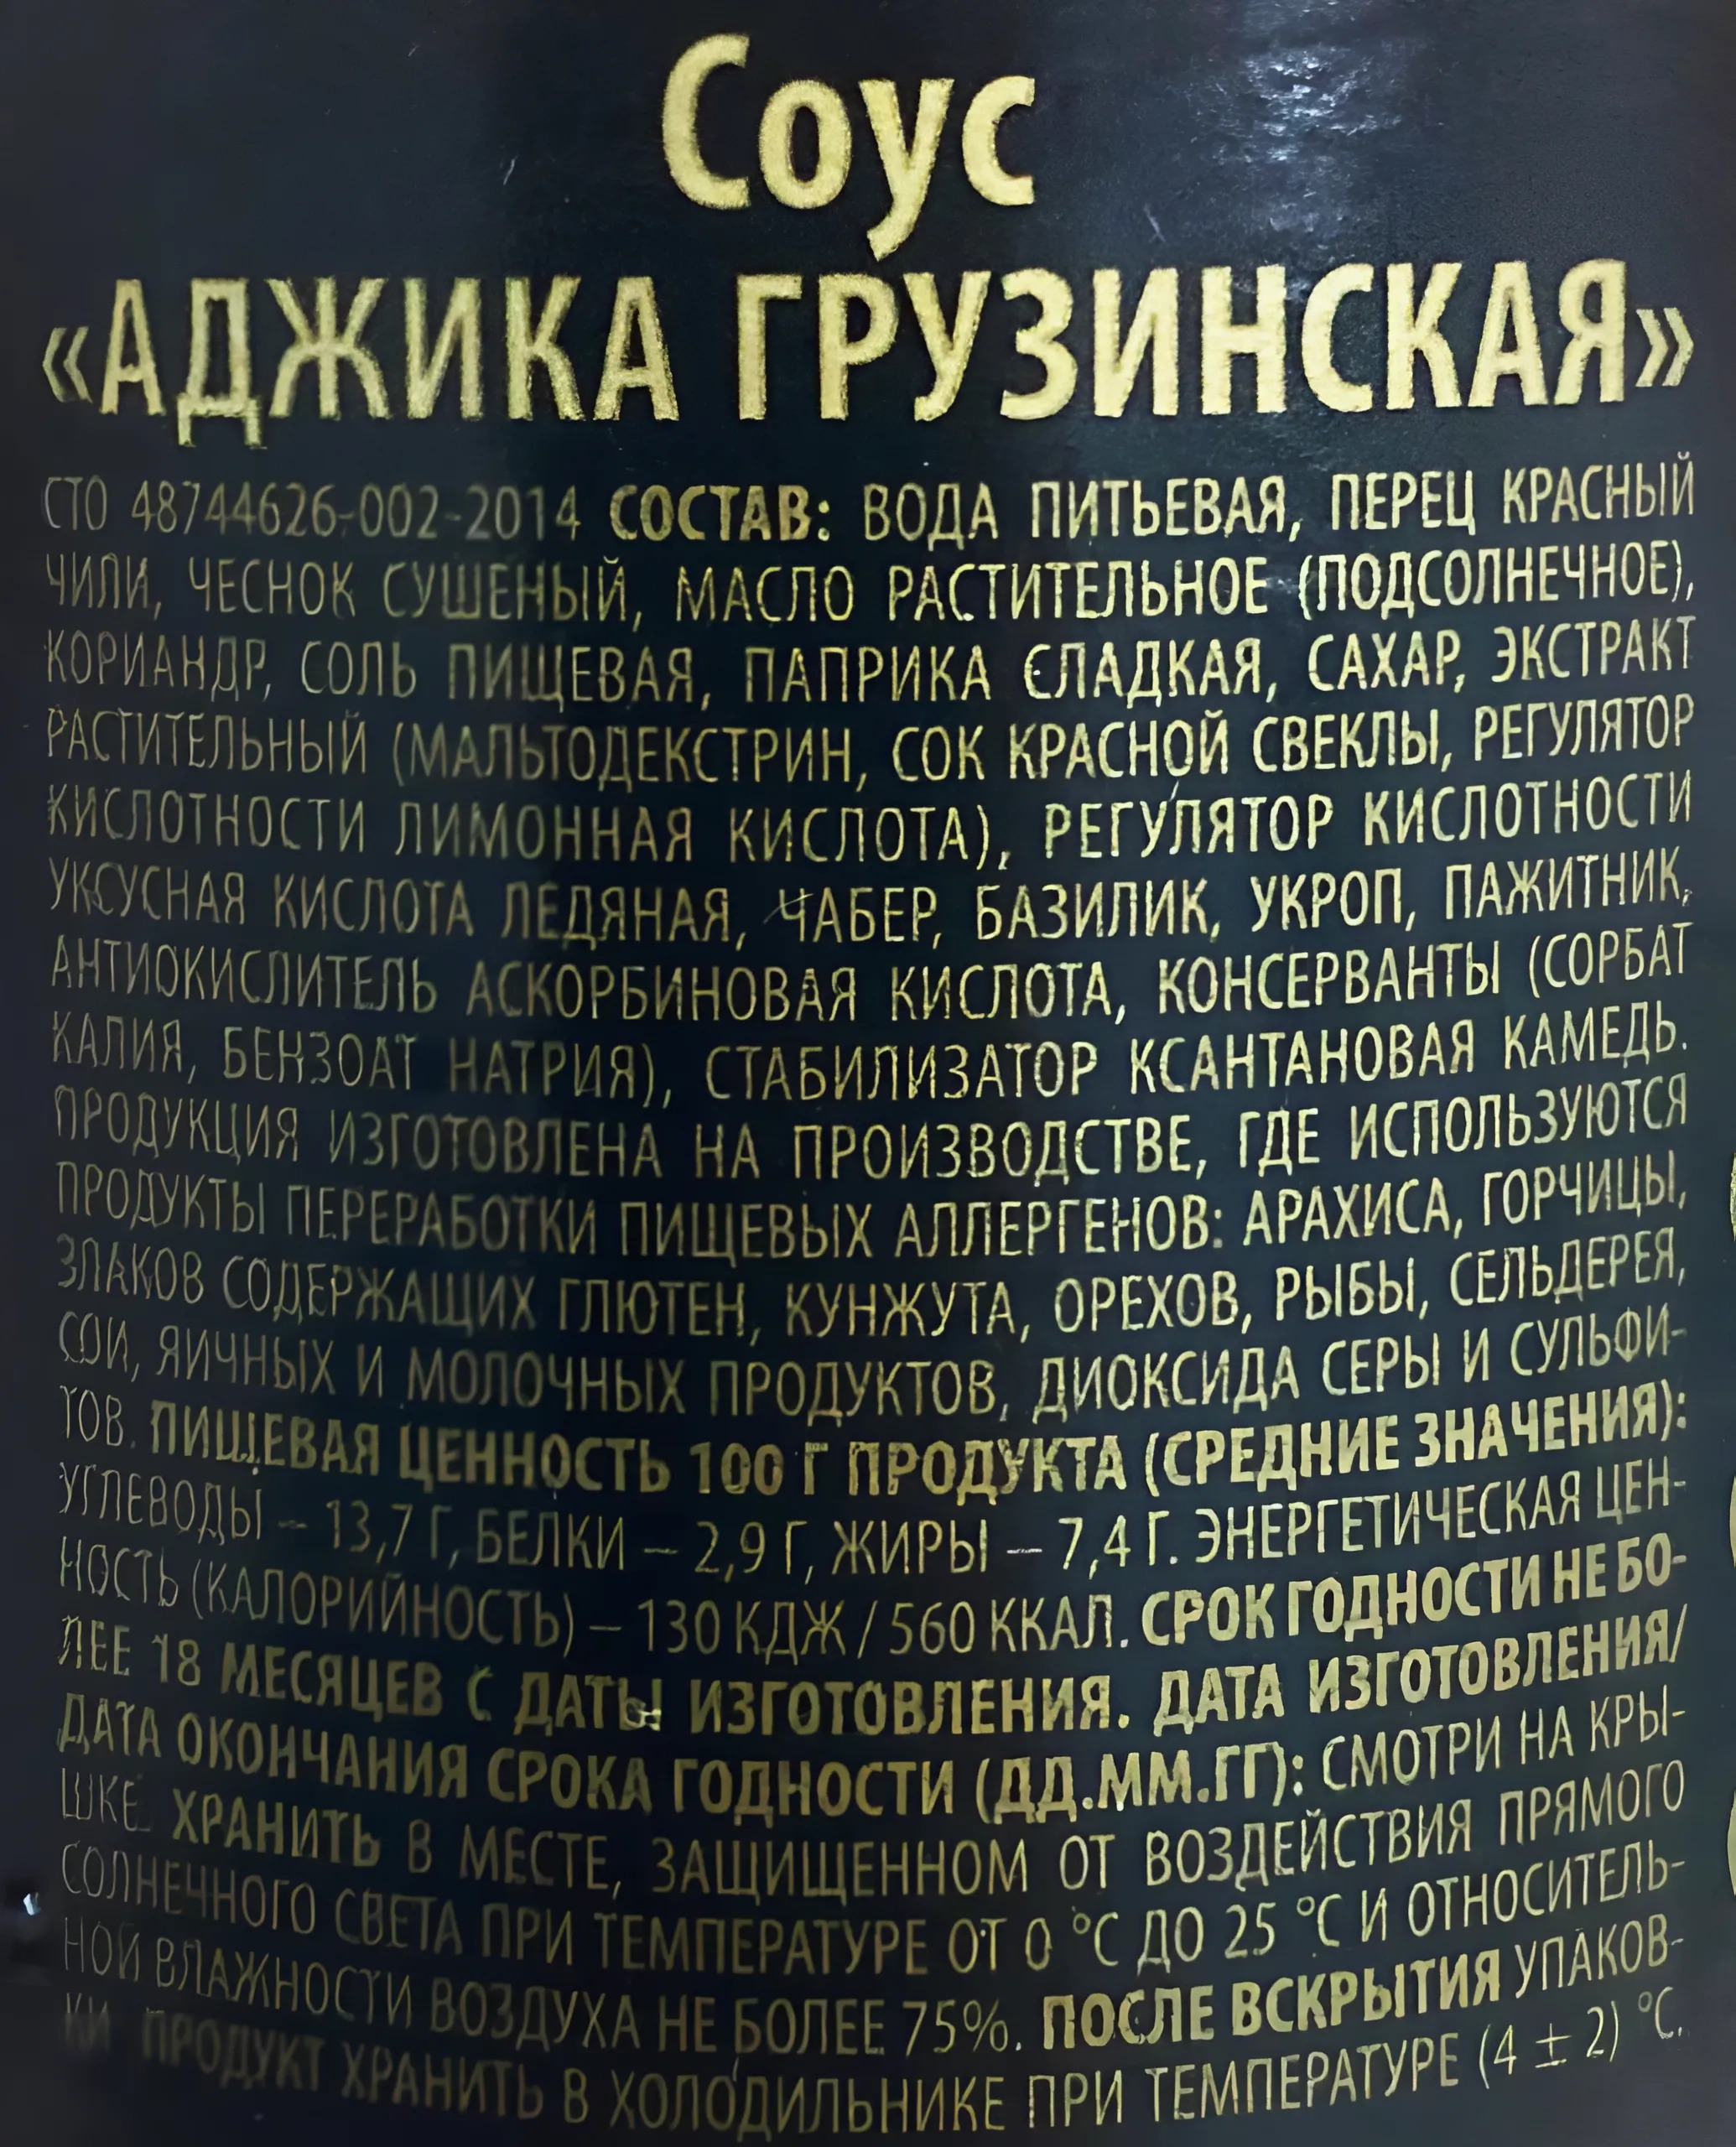 Соус
«АДЖИКА ГРУЗИНСКАЯ»
СТО 48744626-002-2014 СОСТАВ: ВОДА ПИТЬЕВАЯ, ПЕРЕЦ КРАСНЫЙ
ЧИЛИ, ЧЕСНОК СУШЕНЫЙ, МАСЛО РАСТИТЕЛЬНОЕ (ПОДСОЛНЕЧНОЕ),
КОРИАНДР, СОЛЬ ПИЩЕВАЯ, ПАПРИКА СЛАДКАЯ, САХАР, ЭКСТРАКТ
РАСТИТЕЛЬНЫЙ (МАЛЬТОДЕКСТРИН, СОК КРАСНОЙ СВЕКЛЫ, РЕГУЛЯТОР
КИСЛОТНОСТИ ЛИМОННАЯ КИСЛОТА), РЕГУЛЯТОР КИСЛОТНОСТИ
УКСУСНАЯ КИСЛОТА ЛЕДЯНАЯ, ЧАБЕР, БАЗИЛИК, УКРОП, ПАЖИТНИК,
АНТИОКИСЛИТЕЛЬ АСКОРБИНОВАЯ КИСЛОТА, КОНСЕРВАНТЫ (СОРБАТ
КАЛИЯ, БЕНЗОАТ НАТРИЯ), СТАБИЛИЗАТОР КСАНТАНОВАЯ КАМЕДЬ.
ПРОДУКЦИЯ ИЗГОТОВЛЕНА НА ПРОИЗВОДСТВЕ, ГДЕ ИСПОЛЬЗУЮТСЯ
ПРОДУКТЫ ПЕРЕРАБОТКИ ПИЩЕВЫХ АЛЛЕРГЕНОВ: АРАХИСА, ГОРЧИЦЫ,
ЗЛАКОВ СОДЕРЖАЩИХ ГЛЮТЕН, КУНЖУТА, ОРЕХОВ, РЫБЫ, СЕЛЬДЕРЕЯ,
СОИ, ЯИЧНЫХ И МОЛОЧНЫХ ПРОДУКТОВ, ДИОКСИДА СЕРЫ И СУЛЬФИ-
ТОВ. ПИЩЕВАЯ ЦЕННОСТЬ 100 Г ПРОДУКТА (СРЕДНИЕ ЗНАЧЕНИЯ):
УГЛЕВОДЫ – 13,7 Г, БЕЛКИ – 2,9 Г, ЖИРЫ – 7,4 Г. ЭНЕРГЕТИЧЕСКАЯ ЦЕН-
НОСТЬ (КАЛОРИЙНОСТЬ) – 130 КДЖ / 560 ККАЛ. СРОК ГОДНОСТИ НЕ БО-
ЛЕЕ 18 МЕСЯЦЕВ С ДАТЫ ИЗГОТОВЛЕНИЯ. ДАТА ИЗГОТОВЛЕНИЯ/
ДАТА ОКОНЧАНИЯ СРОКА ГОДНОСТИ (ДД.ММ.ГГ): СМОТРИ НА КРЫ-
ШКЕ. ХРАНИТЬ В МЕСТЕ, ЗАЩИЩЕННОМ ОТ ВОЗДЕЙСТВИЯ ПРЯМОГО
СОЛНЕЧНОГО СВЕТА ПРИ ТЕМПЕРАТУРЕ ОТ 0 °С ДО 25 °С И ОТНОСИТЕЛЬ-
НОЙ ВЛАЖНОСТИ ВОЗДУХА НЕ БОЛЕЕ 75%. ПОСЛЕ ВСКРЫТИЯ УПАКОВ-
КИ ПРОДУКТ ХРАНИТЬ В ХОЛОДИЛЬНИКЕ ПРИ ТЕМПЕРАТУРЕ (4 ± 2) °С.